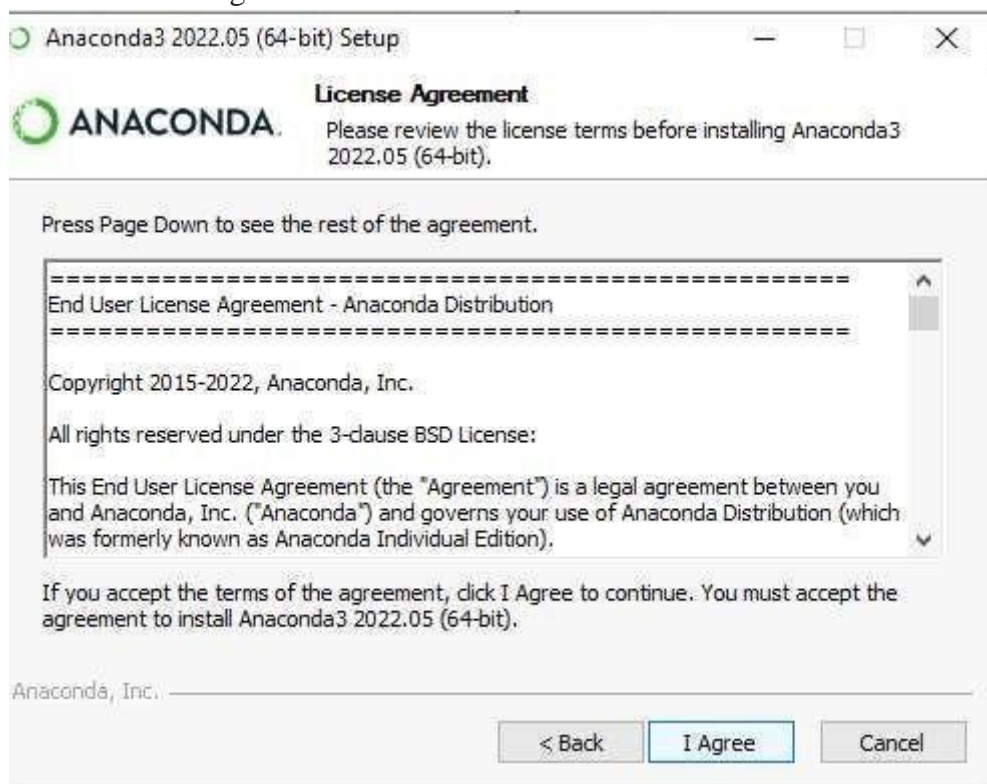 Anaconda3 2022.05 (64-bit) Setup
ANACONDA.
License Agreement
Please review the license terms before installing Anaconda3
2022.05 (64-bit).
Press Page Down to see the rest of the agreement.
==================================================
End User License Agreement - Anaconda Distribution
==================================================
Copyright 2015-2022, Anaconda, Inc.
All rights reserved under the 3-clause BSD License:
This End User License Agreement (the "Agreement") is a legal agreement between you
and Anaconda, Inc. ("Anaconda") and governs your use of Anaconda Distribution (which
was formerly known as Anaconda Individual Edition).
If you accept the terms of the agreement, click I Agree to continue. You must accept the
agreement to install Anaconda3 2022.05 (64-bit).
Anaconda, Inc.
< Back
I Agree
Cancel